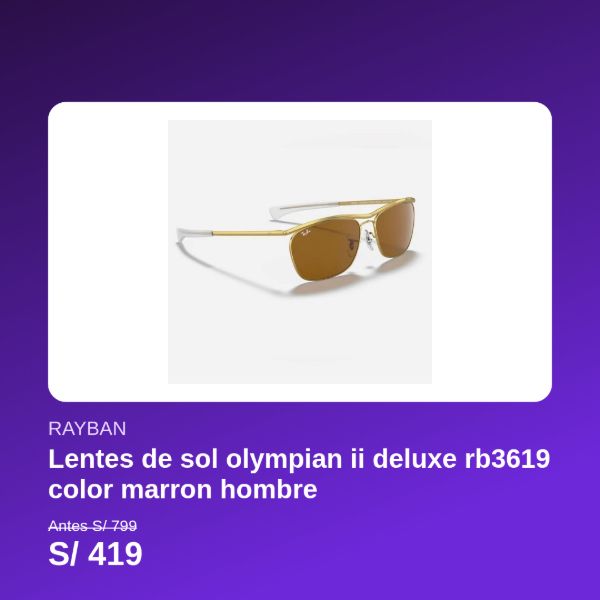 RAYBAN
Lentes de sol olympian ii deluxe rb3619
color marron hombre
Antes S/ 799
S/ 419